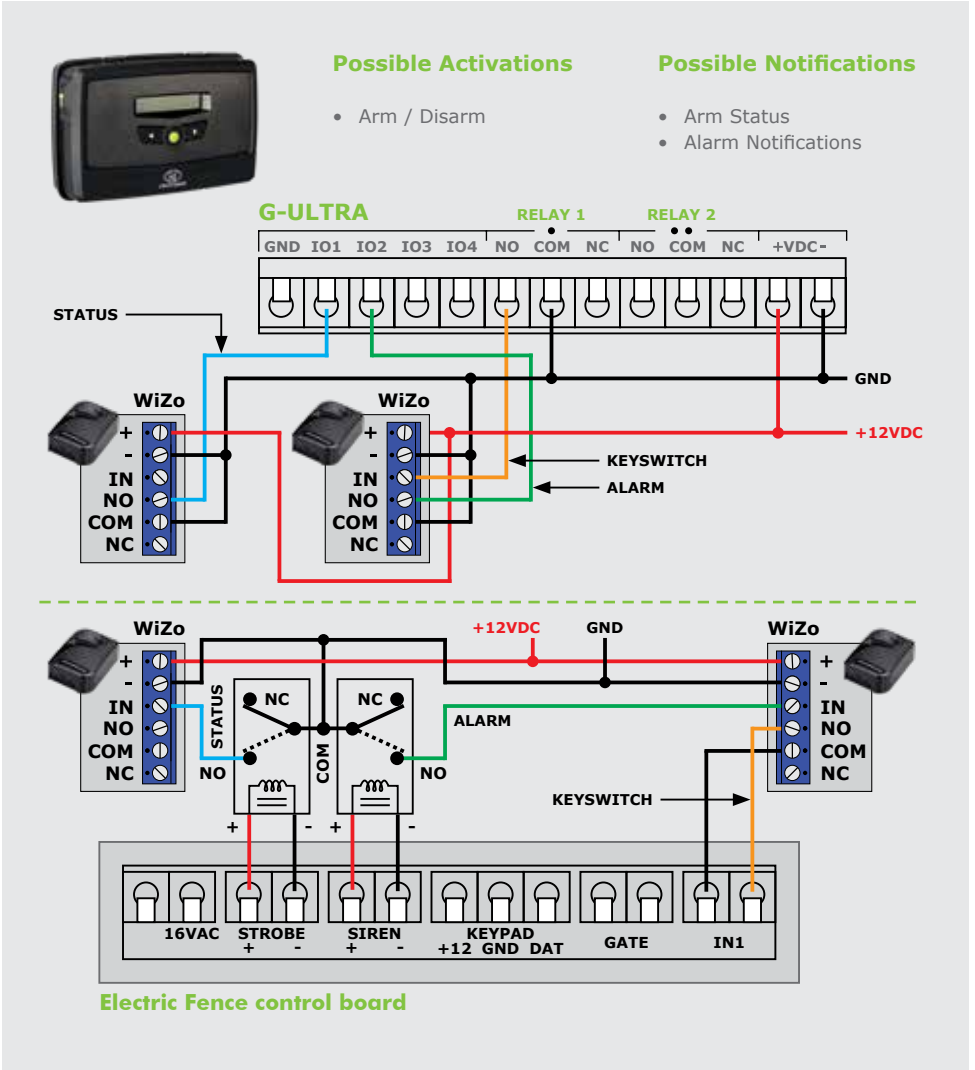 Possible Activations
• Arm / Disarm
Possible Notifications
• Arm Status
• Alarm Notifications
G-ULTRA
RELAY 1
RELAY 2
GND IO1 IO2 IO3 IO4 NO COM NC NO COM NC +VDC-
STATUS
GND
+12VDC
WiZo
+
-
IN
NO
COM
NC
WiZo
+
-
IN
NO
COM
NC
KEYSWITCH
ALARM
WiZo
+
-
IN
NO
COM
NC
+12VDC
GND
WiZo
+
-
IN
NO
COM
NC
STATUS
NC
NO
COM
NC
NO
ALARM
KEYSWITCH
+ -
+ -
16VAC
STROBE
+ -
SIREN
+ -
KEYPAD
+12 GND DAT
GATE
IN1
Electric Fence control board